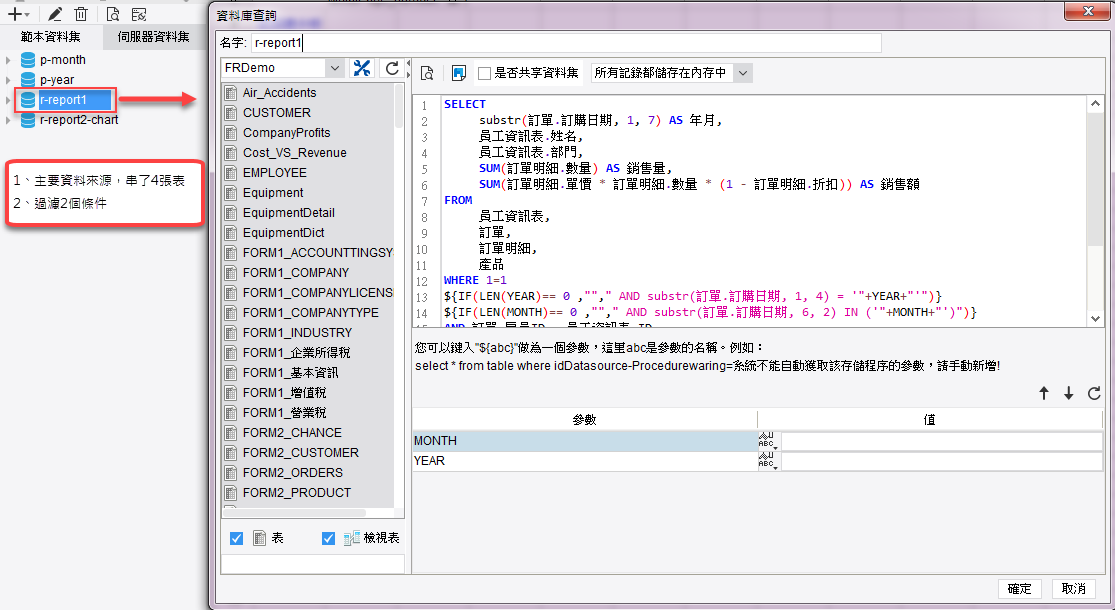 範本資料集
伺服器資料集
p-month
p-year
r-report1
r-report2-chart
1、主要資料來源，串了4張表
2、過濾2個條件
資料庫查詢
名字: r-report1
FRDemo
Air_Accidents
CUSTOMER
CompanyProfits
Cost_VS_Revenue
EMPLOYEE
Equipment
EquipmentDetail
EquipmentDict
FORM1_ACCOUNTTINGSY
FORM1_COMPANY
FORM1_COMPANYLICENS
FORM1_COMPANYTYPE
FORM1_INDUSTRY
FORM1_企業所得稅
FORM1_基本資訊
FORM1_增值稅
FORM1_營業稅
FORM2_CHANCE
FORM2_CUSTOMER
FORM2_ORDERS
FORM2_PRODUCT
表
檢視表
是否共享資料集
所有記錄都儲存在內存中
1 SELECT
2 substr(訂單.訂購日期, 1, 7) AS 年月,
3 員工資訊表.姓名,
4 員工資訊表.部門,
5 SUM(訂單明細.數量) AS 銷售量,
6 SUM(訂單明細.單價 * 訂單明細.數量 * (1 - 訂單明細.折扣)) AS 銷售額
7 FROM
8 員工資訊表,
9 訂單,
10 訂單明細,
11 產品
12 WHERE 1=1
13 ${IF(LEN(YEAR)== 0 ,""," AND substr(訂單.訂購日期, 1, 4) = '"+YEAR+"'")}
14 ${IF(LEN(MONTH)== 0 ,""," AND substr(訂單.訂購日期, 6, 2) IN ('"+MONTH+"')")}
您可以鍵入"${abc}"做為一個參數，這里abc是參數的名稱。例如：
select * from table where idDatasource-Procedurewaring=系統不能自動獲取該存儲程序的參數，請手動新增!
參數
值
MONTH
ABC
YEAR
ABC
確定
取消